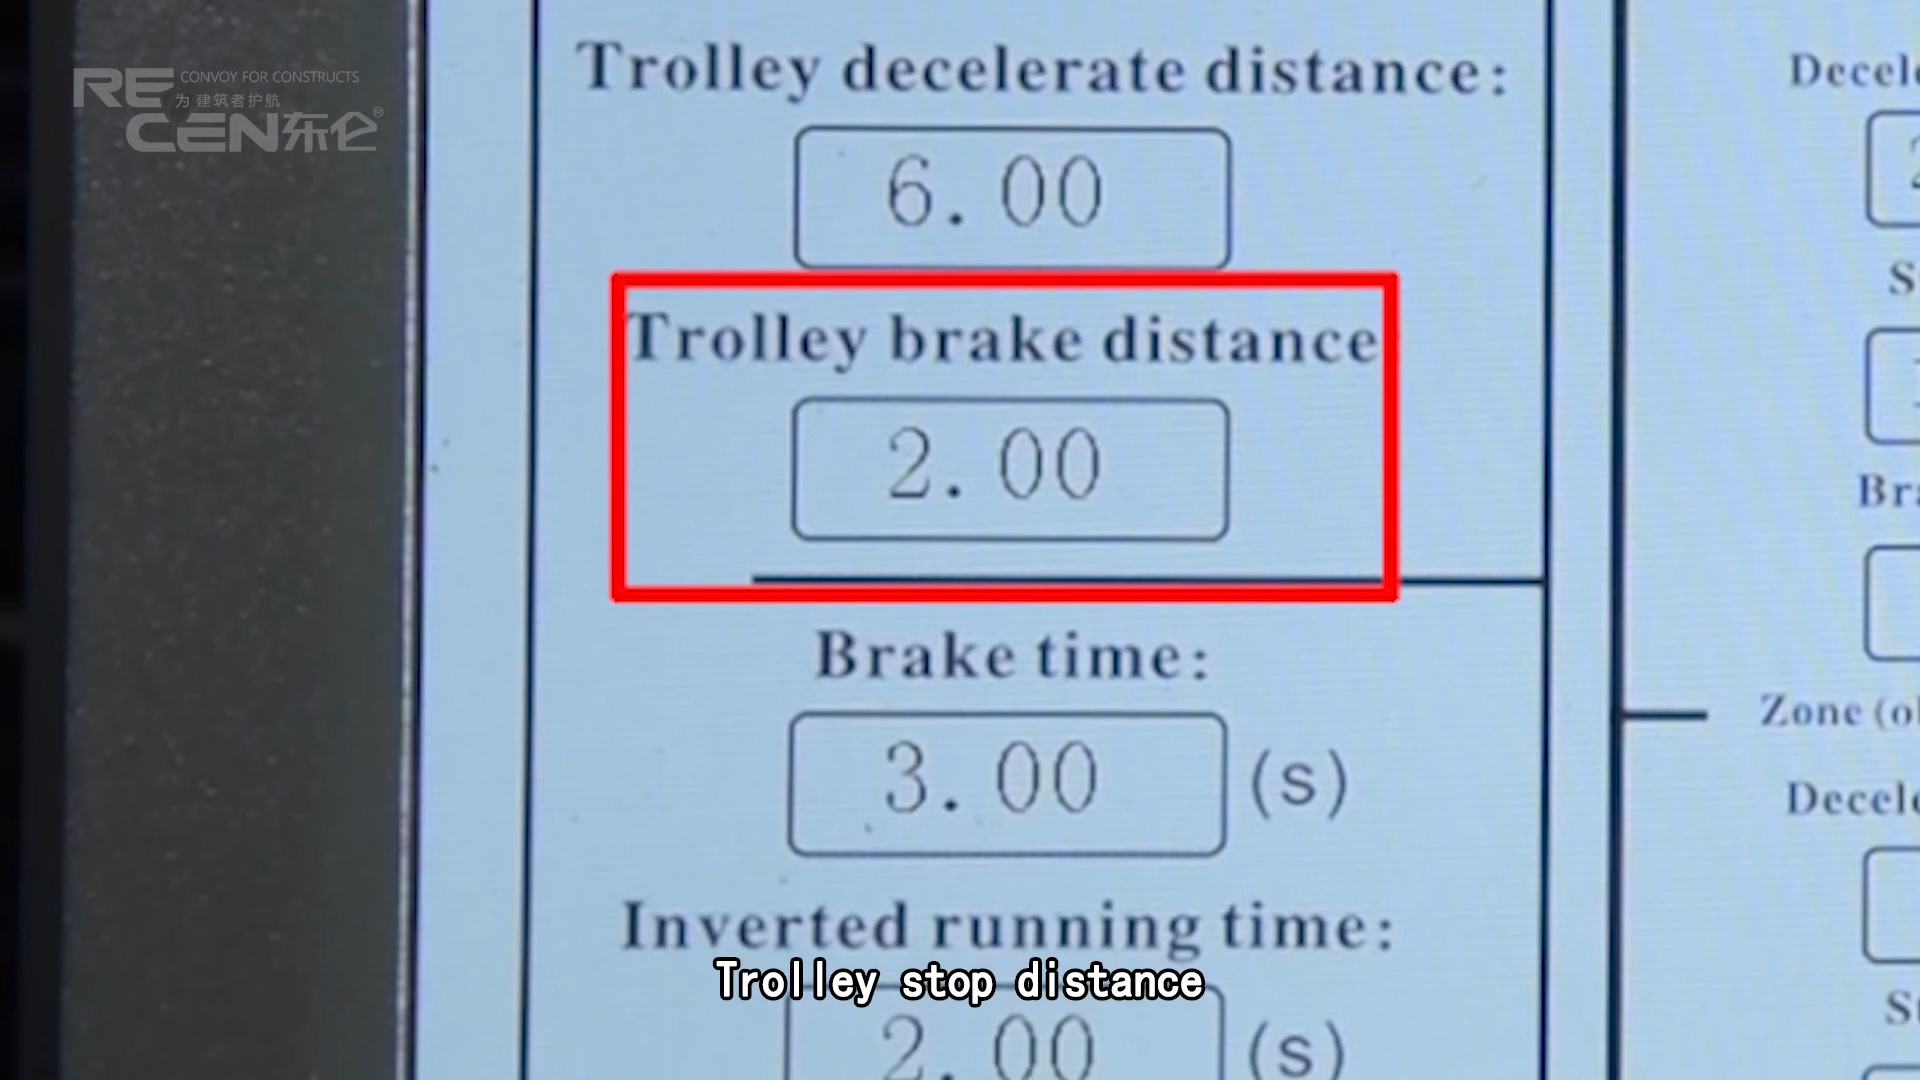 RE CONVOY FOR CONSTRUCTS
为建筑者护航
CEN东仑®
Trolley decelerate distance:
6.00
Trolley brake distance
2.00
Brake time:
3.00 (s)
Inverted running time:
Trolley stop distance
2.00 (s)
Zone